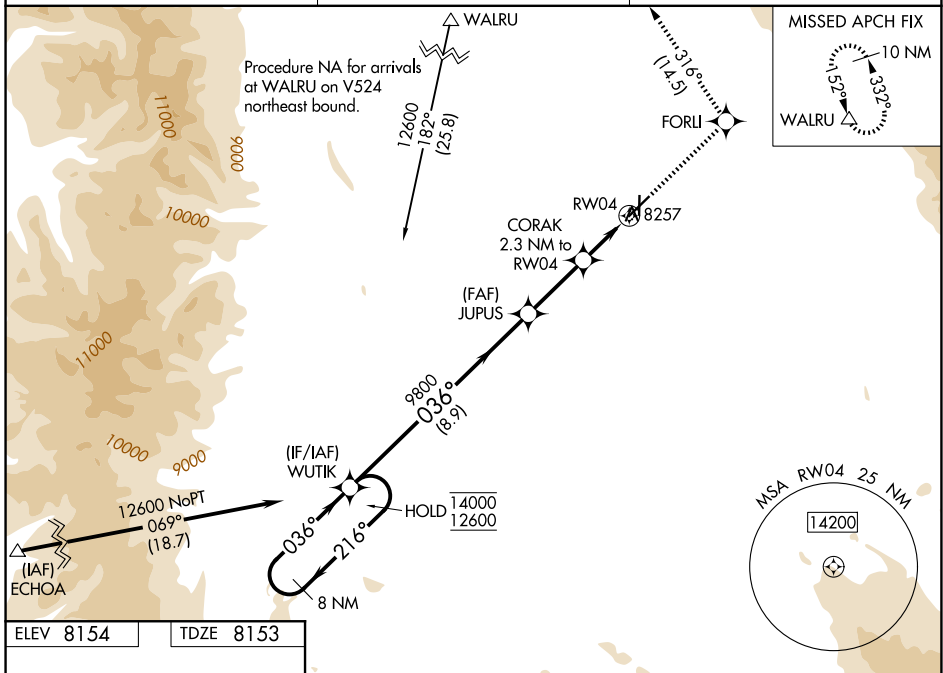 WALRU
Procedure NA for arrivals
at WALRU on V524
northeast bound.
12600
182°
(25.8)
316°
(14.5)
FORLI
MISSED APCH FIX
10 NM
152°
332°
WALRU
11000
9000
10000
11000
10000
9000
RW04
8257
CORAK
2.3 NM to
RW04
(FAF)
JUPUS
9800
036°
(8.9)
(IF/IAF)
WUTIK
HOLD
14000
12600
036°
216°
8 NM
12600 NoPT
069°
(18.7)
(IAF)
ECHOA
MSA RW04 25 NM
14200
ELEV 8154
TDZE 8153